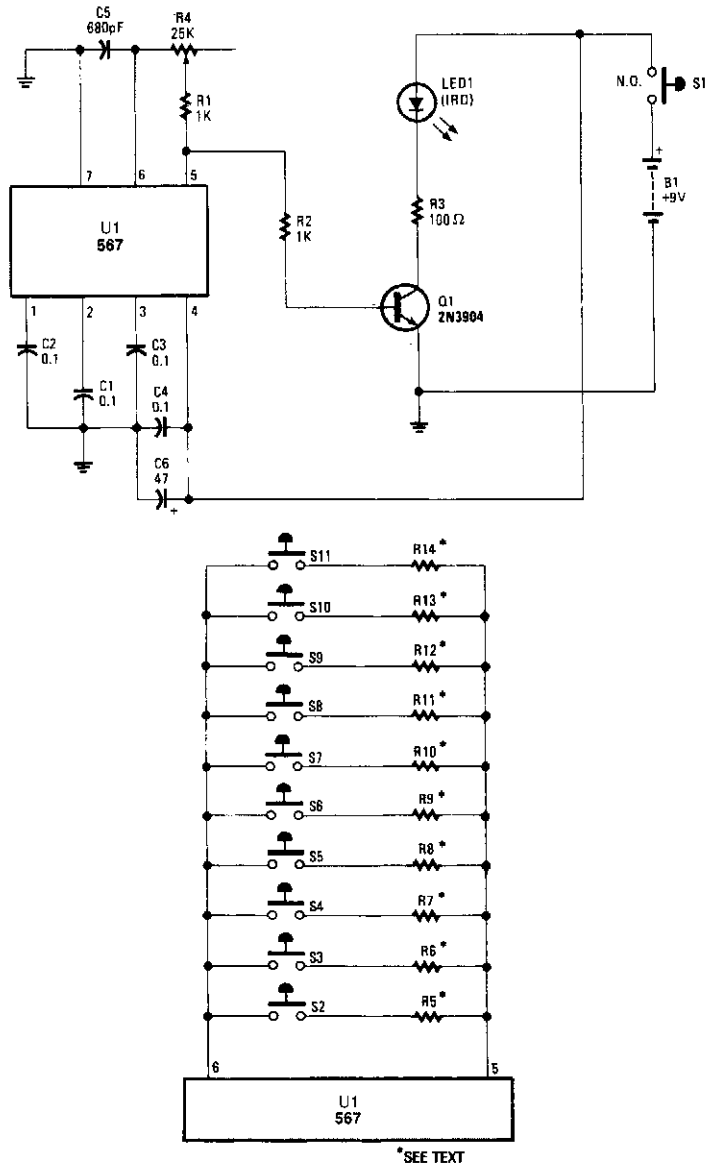 C5
680pF
R4
25K
R1
1K
LED1
(IRD)
N.O.
S1
+
B1
+9V
7
6
5
U1
567
R2
1K
R3
100 Ω
Q1
2N3904
1
2
3
4
C2
0.1
C3
0.1
C1
0.1
C4
0.1
C6
47
+
S11
R14*
S10
R13*
S9
R12*
S8
R11*
S7
R10*
S6
R9*
S5
R8*
S4
R7*
S3
R6*
S2
R5*
6
5
U1
567
*SEE TEXT